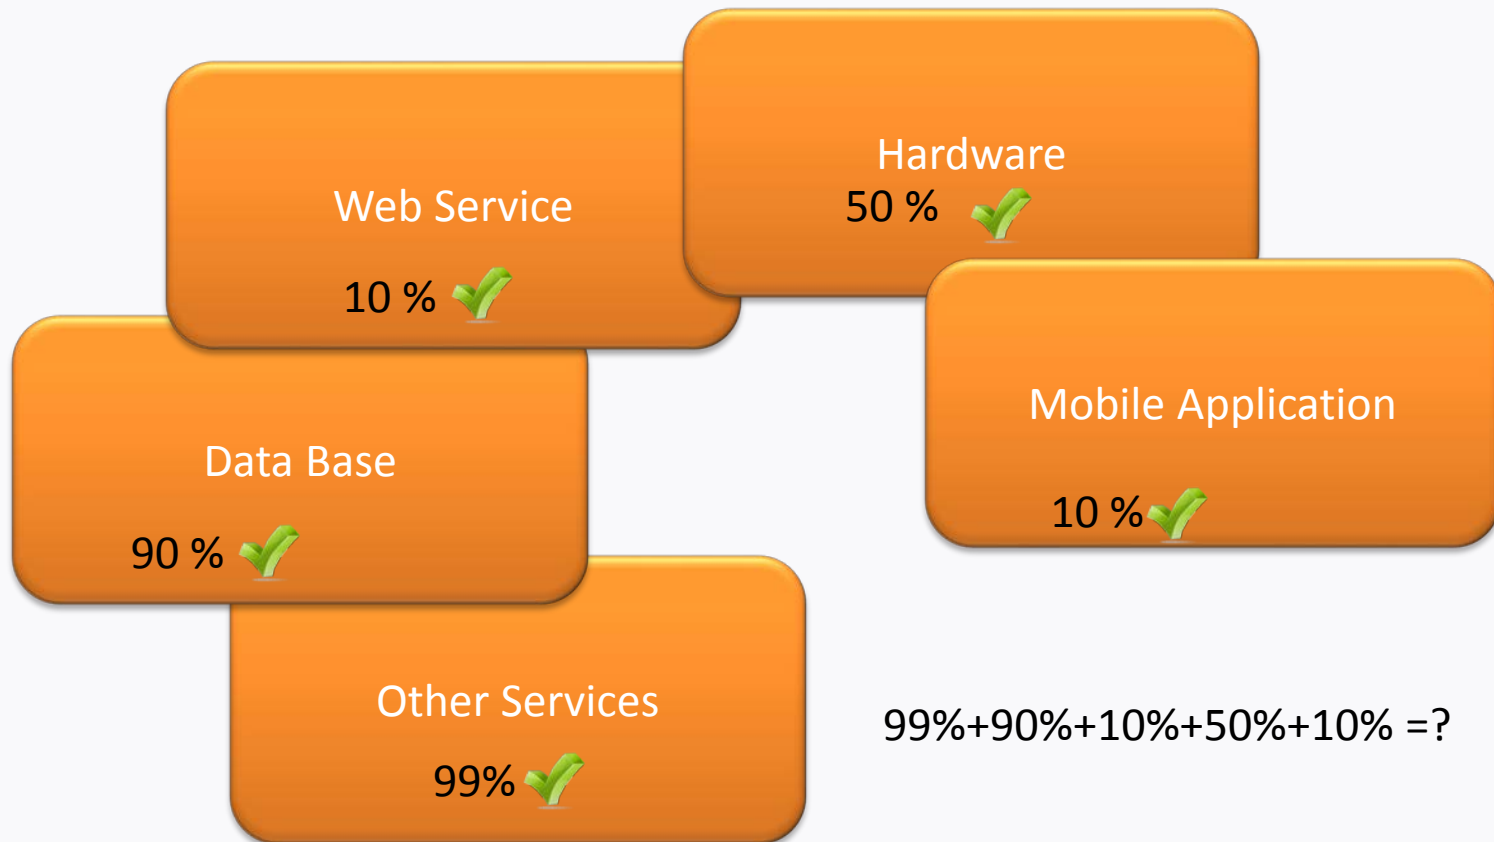 Hardware
50 %
Web Service
10 %
Mobile Application
10 %
Data Base
90 %
Other Services
99%
99%+90%+10%+50%+10% =?